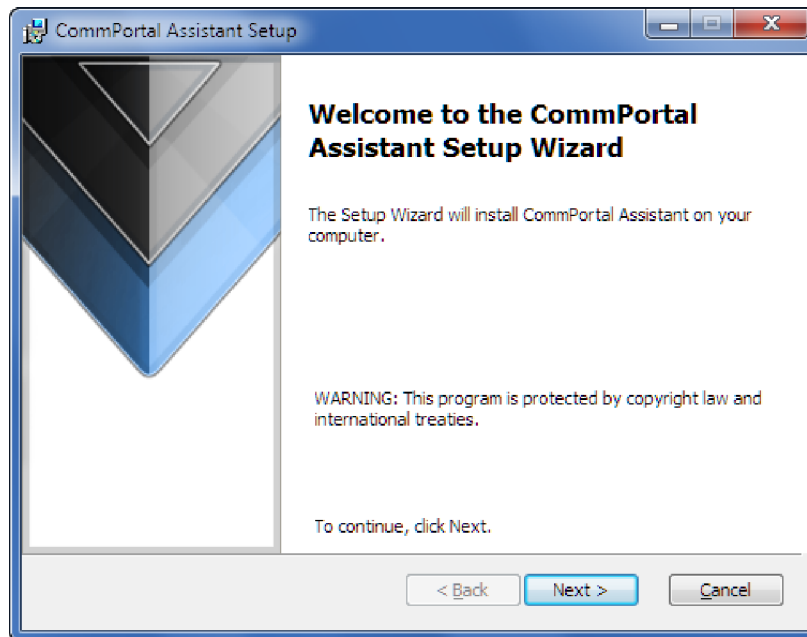 CommPortal Assistant Setup
Welcome to the CommPortal
Assistant Setup Wizard
The Setup Wizard will install CommPortal Assistant on your
computer.
WARNING: This program is protected by copyright law and
international treaties.
To continue, click Next.
< Back
Next >
Cancel